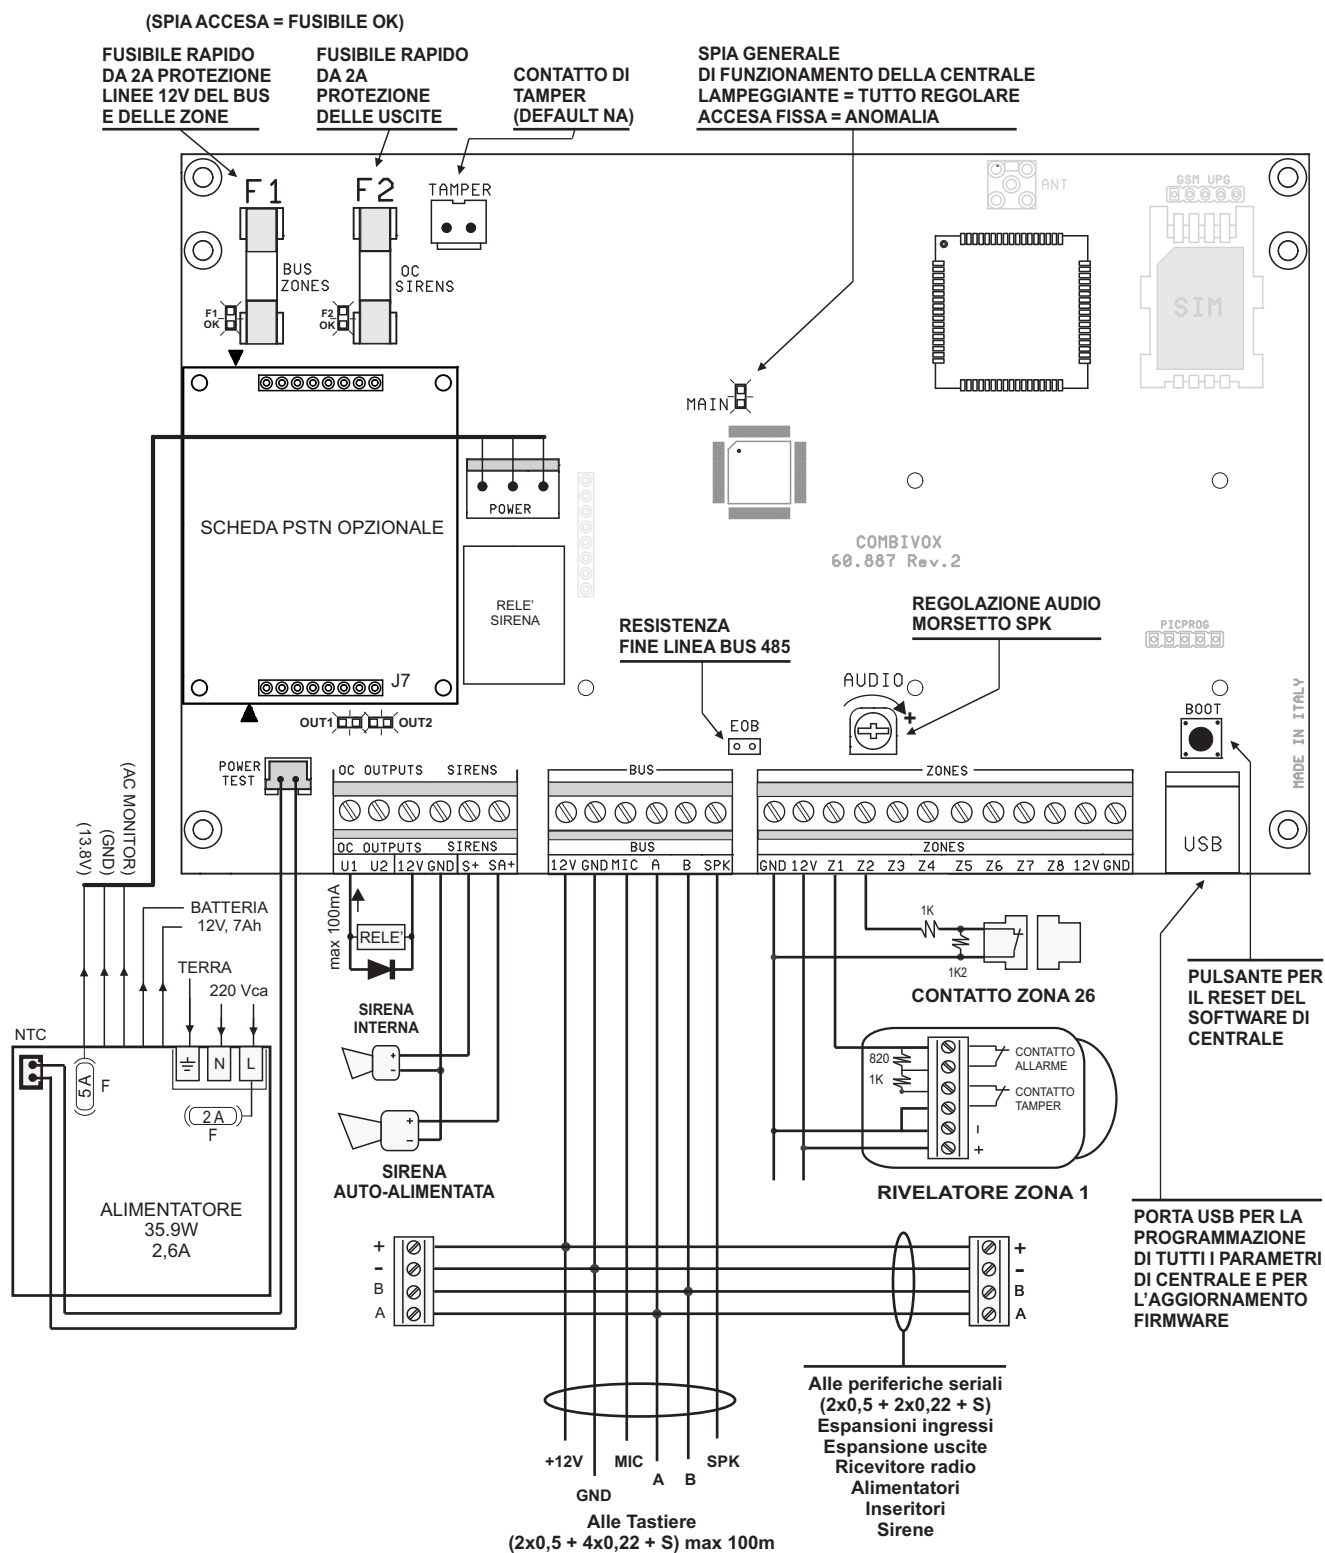 (SPIA ACCESA = FUSIBILE OK)
FUSIBILE RAPIDO
DA 2A PROTEZIONE
LINEE 12V DEL BUS
E DELLE ZONE
FUSIBILE RAPIDO
DA 2A
PROTEZIONE
DELLE USCITE
CONTATTO DI
TAMPER
(DEFAULT NA)
SPIA GENERALE
DI FUNZIONAMENTO DELLA CENTRALE
LAMPEGGIANTE = TUTTO REGOLARE
ACCESA FISSA = ANOMALIA
F1
F2
TAMPER
ANT
GSM UPG
BUS
ZONES
OC
SIRENS
F1
OK
F2
OK
SIM
MAIN
POWER
SCHEDA PSTN OPZIONALE
COMBIVOX
60.887 Rev.2
RELE'
SIRENA
RESISTENZA
FINE LINEA BUS 485
REGOLAZIONE AUDIO
MORSETTO SPK
PICPROG
J7
AUDIO
+
BOOT
MADE IN ITALY
OUT1
OUT2
EOB
POWER
TEST
OC OUTPUTS SIRENS
BUS
ZONES
OC OUTPUTS SIRENS
BUS
ZONES
USB
U1 U2 12V GND S+ SA+
12V GND MIC A B SPK
GND 12V Z1 Z2 Z3 Z4 Z5 Z6 Z7 Z8 12V GND
(13.8V)
(GND)
(AC MONITOR)
BATTERIA
12V, 7Ah
TERRA
220 Vca
max 100mA
RELE'
1K
1K2
CONTATTO ZONA 26
PULSANTE PER
IL RESET DEL
SOFTWARE DI
CENTRALE
SIRENA
INTERNA
+
-
NTC
5 A
F
N
L
2 A
F
820
1K
CONTATTO
ALLARME
CONTATTO
TAMPER
-
+
+
-
SIRENA
AUTO-ALIMENTATA
RIVELATORE ZONA 1
ALIMENTATORE
35.9W
2,6A
PORTA USB PER LA
PROGRAMMAZIONE
DI TUTTI I PARAMETRI
DI CENTRALE E PER
L'AGGIORNAMENTO
FIRMWARE
+
-
B
A
+
-
B
A
Alle periferiche seriali
(2x0,5 + 2x0,22 + S)
Espansioni ingressi
Espansione uscite
Ricevitore radio
Alimentatori
Inseritori
Sirene
+12V
GND
MIC
A
B
SPK
Alle Tastiere
(2x0,5 + 4x0,22 + S) max 100m